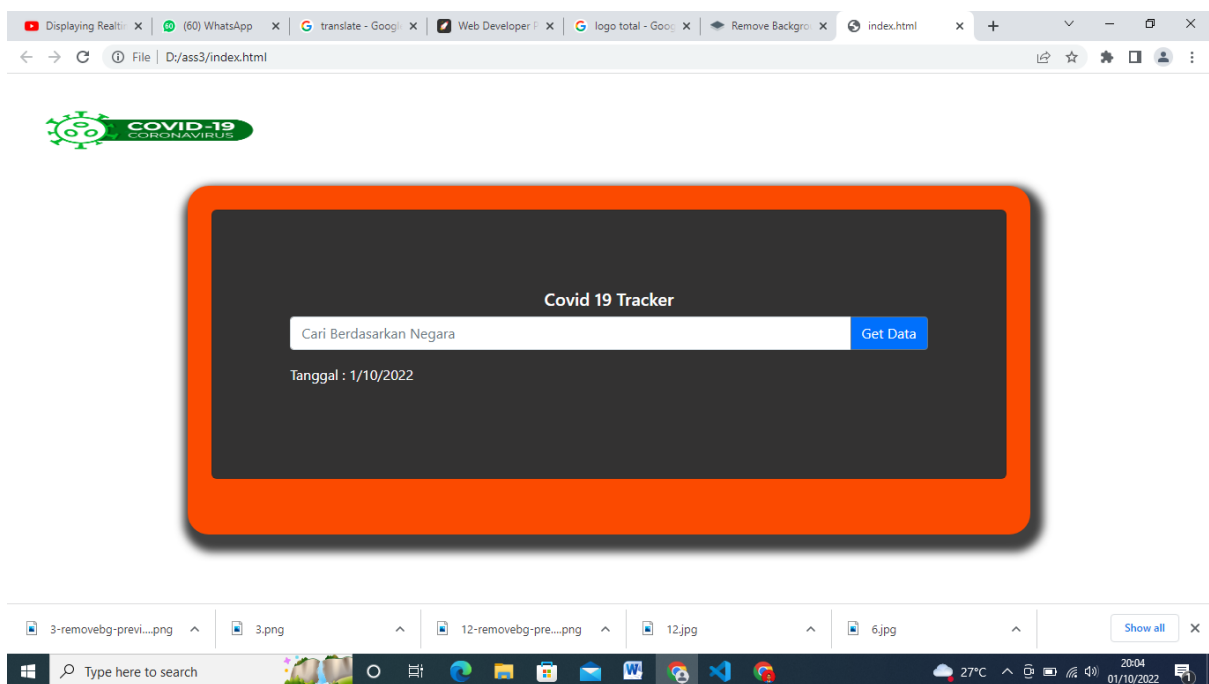 Displaying Realti
(60) WhatsApp
translate - Googl
Web Developer
logo total - Goog
Remove Backgro
index.html
File
D:/ass3/index.html
COVID-19
CORONAVIRUS
Covid 19 Tracker
Cari Berdasarkan Negara
Get Data
Tanggal : 1/10/2022
3-removebg-previ....png
3.png
12-removebg-pre....png
12.jpg
6.jpg
Show all
Type here to search
27°C
20:04
01/10/2022